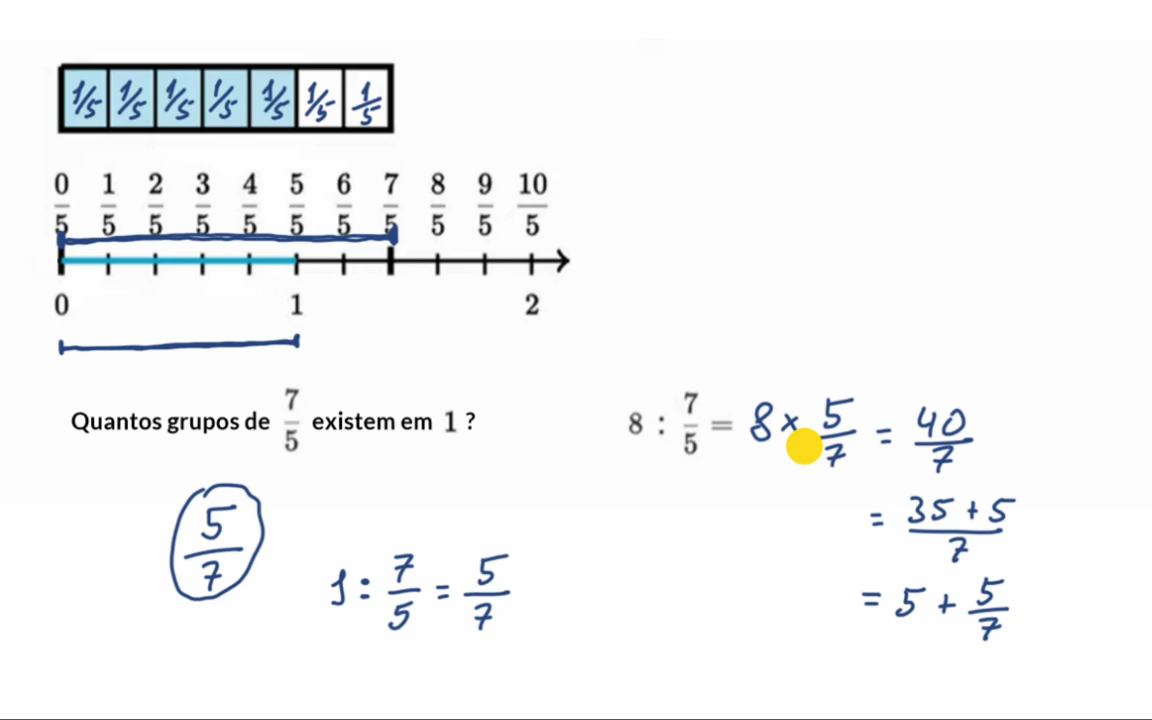 1/5 1/5 1/5 1/5 1/5 1/5 1/5
0/5 1/5 2/5 3/5 4/5 5/5 6/5 7/5 8/5 9/5 10/5
0 1 2
Quantos grupos de 7/5 existem em 1 ?
5/7
1 : 7/5 = 5/7
8 : 7/5 = 8 × 5/7 = 40/7
= 35 + 5/7
= 5 + 5/7